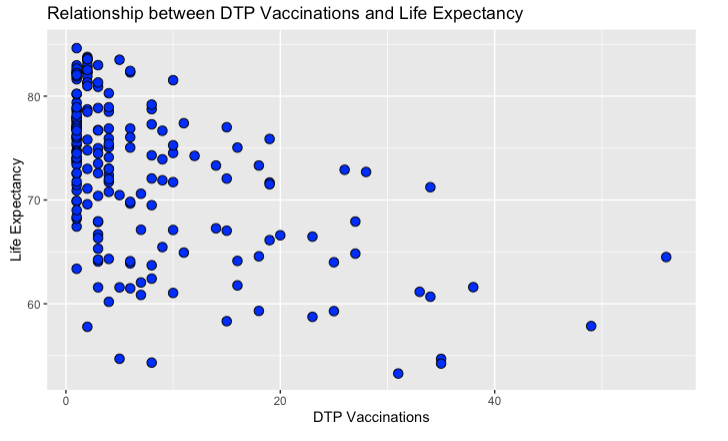 Relationship between DTP Vaccinations and Life Expectancy
Life Expectancy
80
70
60
0
20
40
DTP Vaccinations